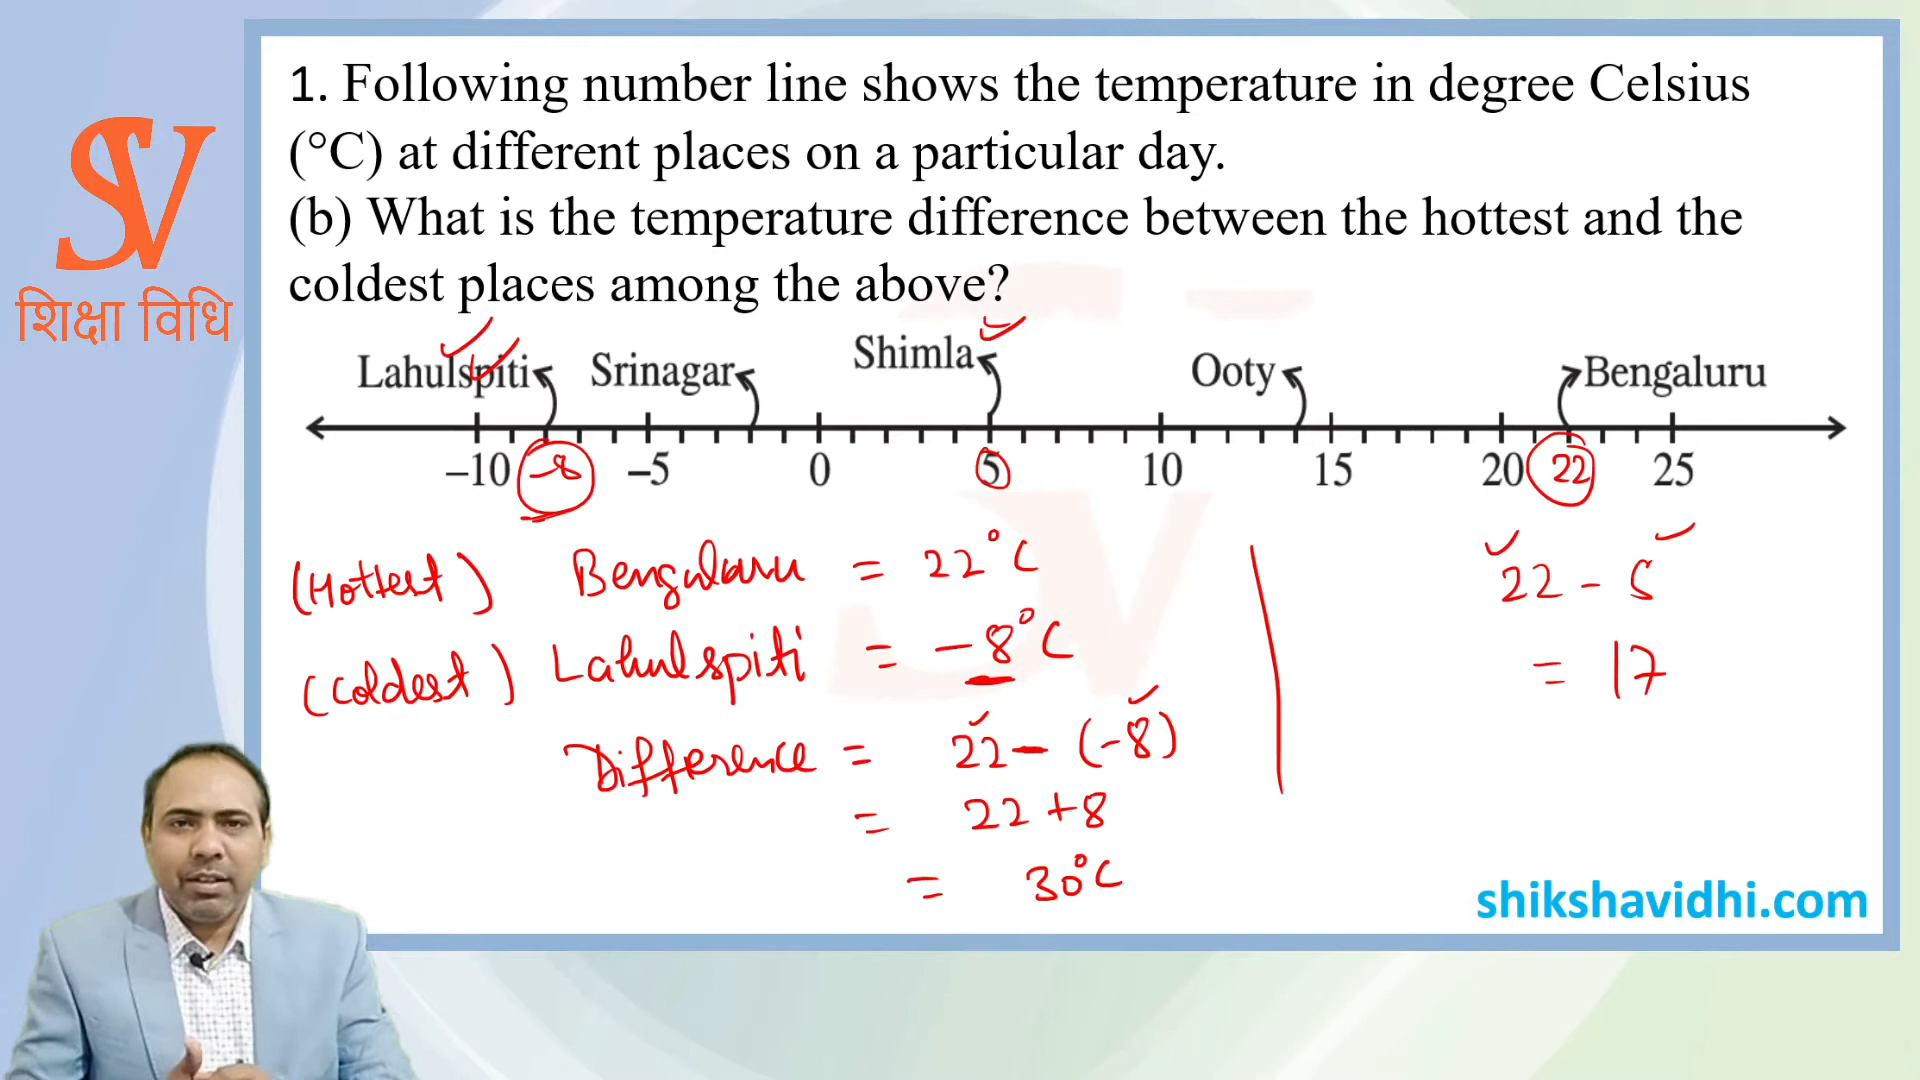 1. Following number line shows the temperature in degree Celsius
(°C) at different places on a particular day.
(b) What is the temperature difference between the hottest and the
coldest places among the above?
SV
शिक्षा विधि
Lahulspiti Srinagar Shimla Ooty Bengaluru
–10 -8 –5 0 5 10 15 20 22 25
(Hottest) Bengaluru = 22°C
(Coldest) Lahulspiti = -8°C
Difference = 22 - (-8)
= 22 + 8
= 30°C
22 - 5
= 17
shikshavidhi.com